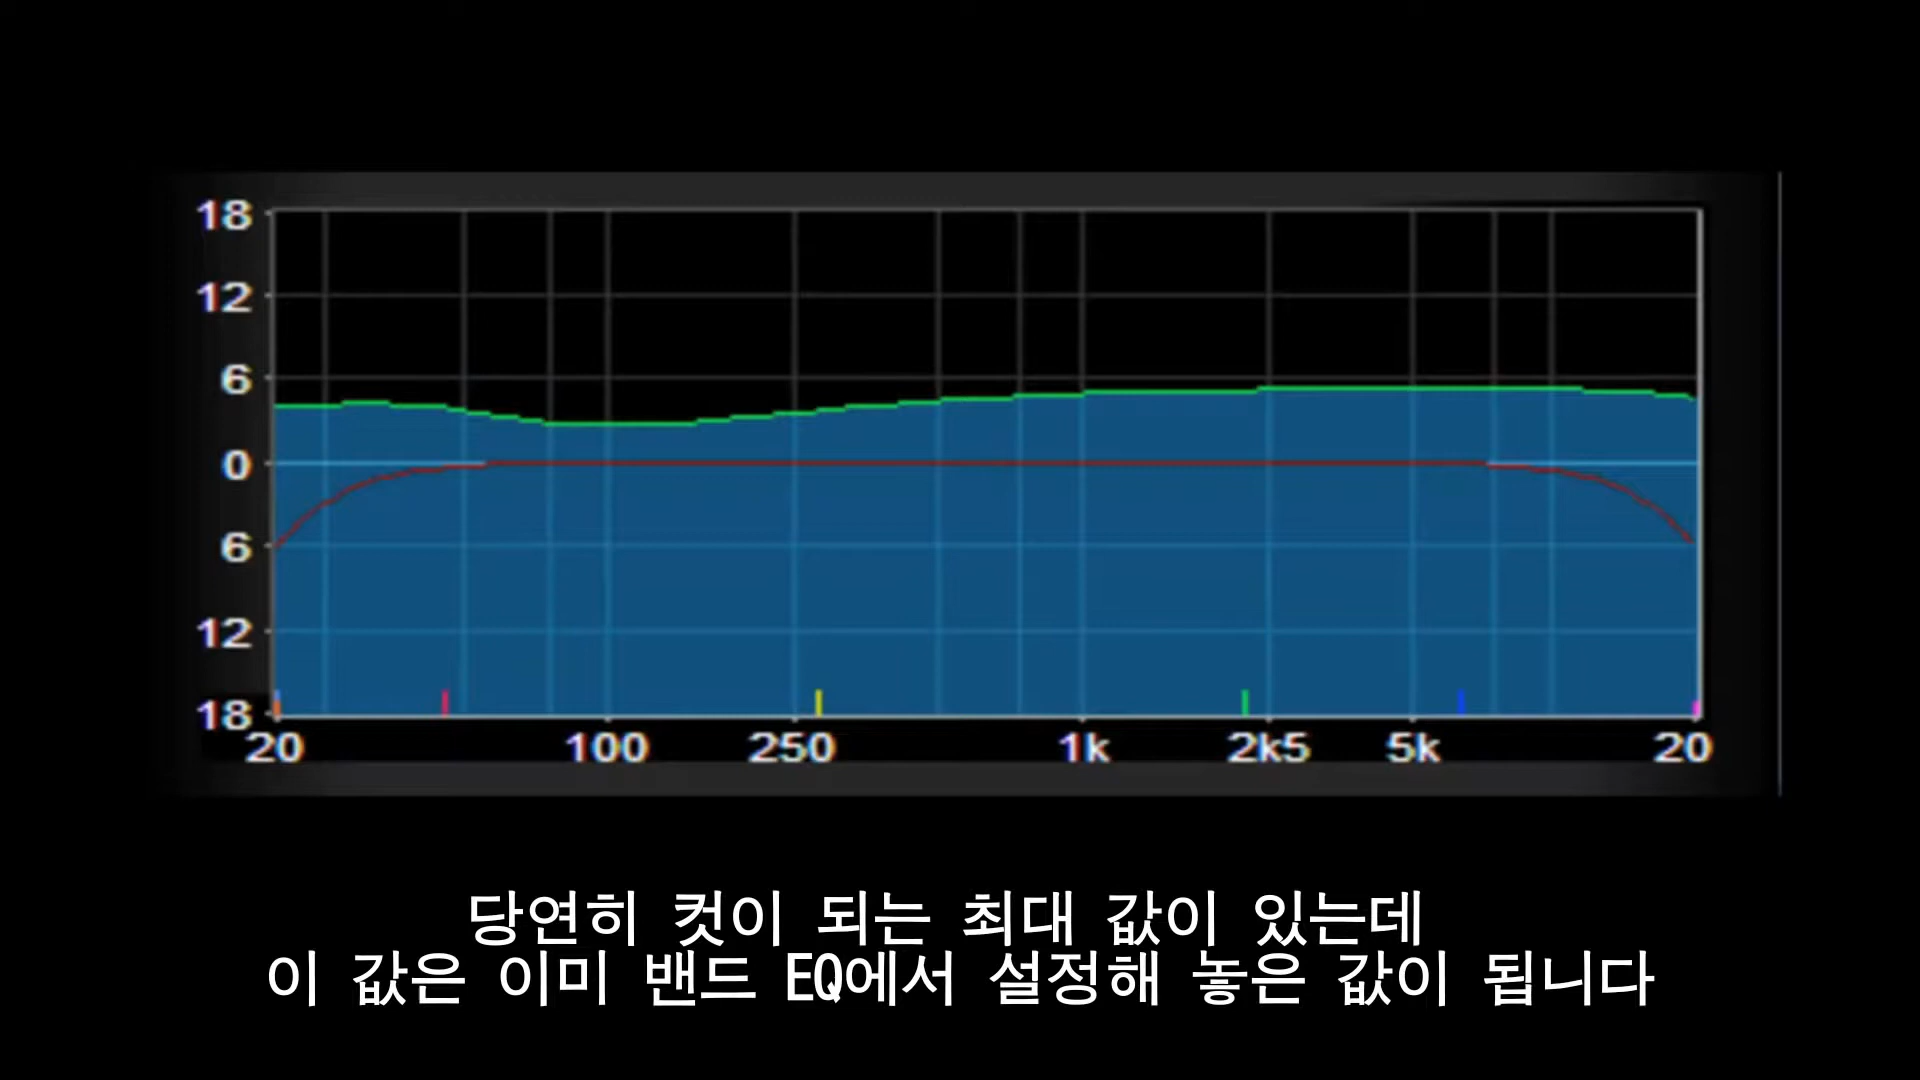 18
12
6
0
6
12
18
20 100 250 1k 2k5 5k 20
당연히 컷이 되는 최대 값이 있는데
이 값은 이미 밴드 EQ에서 설정해 놓은 값이 됩니다